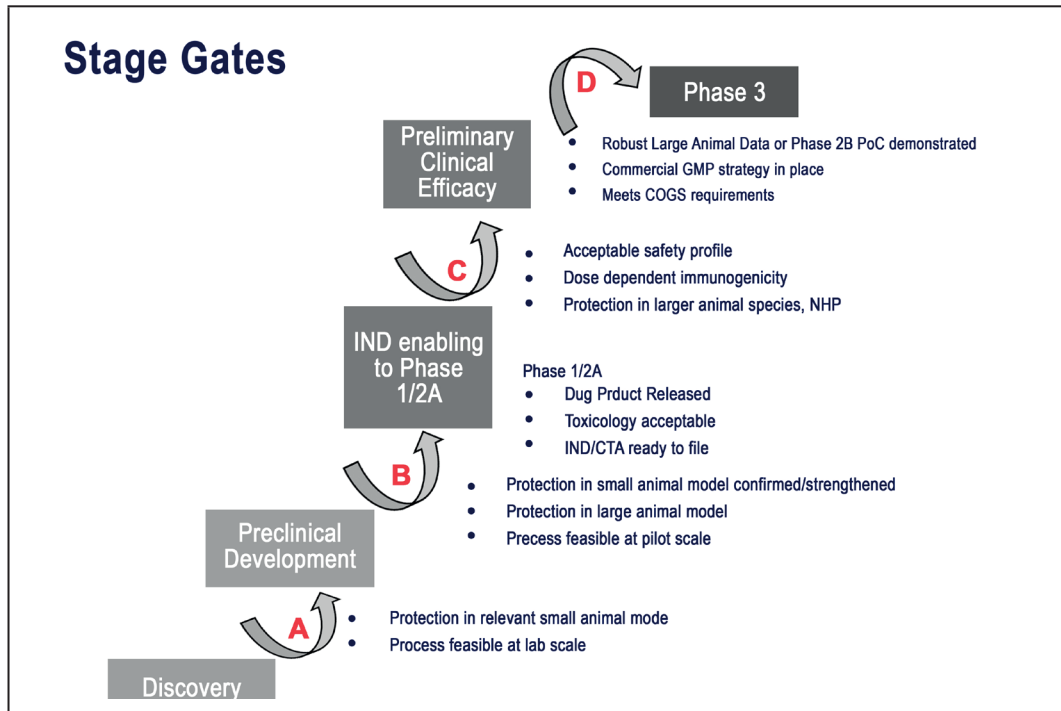 Stage Gates
D
Phase 3
Preliminary
Clinical
Efficacy
• Robust Large Animal Data or Phase 2B PoC demonstrated
• Commercial GMP strategy in place
• Meets COGS requirements
C
• Acceptable safety profile
• Dose dependent immunogenicity
• Protection in larger animal species, NHP
IND enabling
to Phase
1/2A
Phase 1/2A
• Dug Prduct Released
• Toxicology acceptable
• IND/CTA ready to file
B
• Protection in small animal model confirmed/strengthened
• Protection in large animal model
• Precess feasible at pilot scale
Preclinical
Development
A
• Protection in relevant small animal mode
• Process feasible at lab scale
Discovery